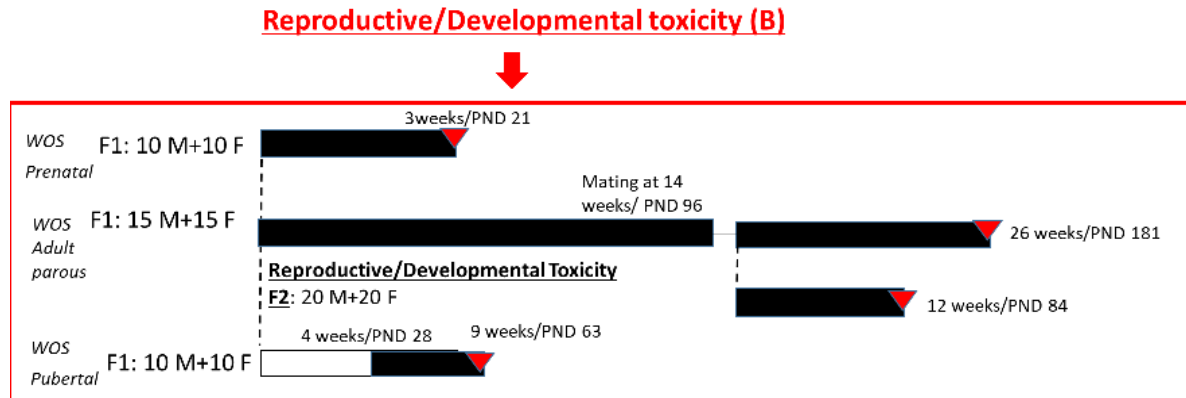 Reproductive/Developmental toxicity (B)
3weeks/PND 21
WOS
Prenatal
F1: 10 M+10 F
Mating at 14
weeks/ PND 96
WOS
Adult
parous
F1: 15 M+15 F
26 weeks/PND 181
Reproductive/Developmental Toxicity
F2: 20 M+20 F
12 weeks/PND 84
4 weeks/PND 28
9 weeks/PND 63
WOS
Pubertal
F1: 10 M+10 F